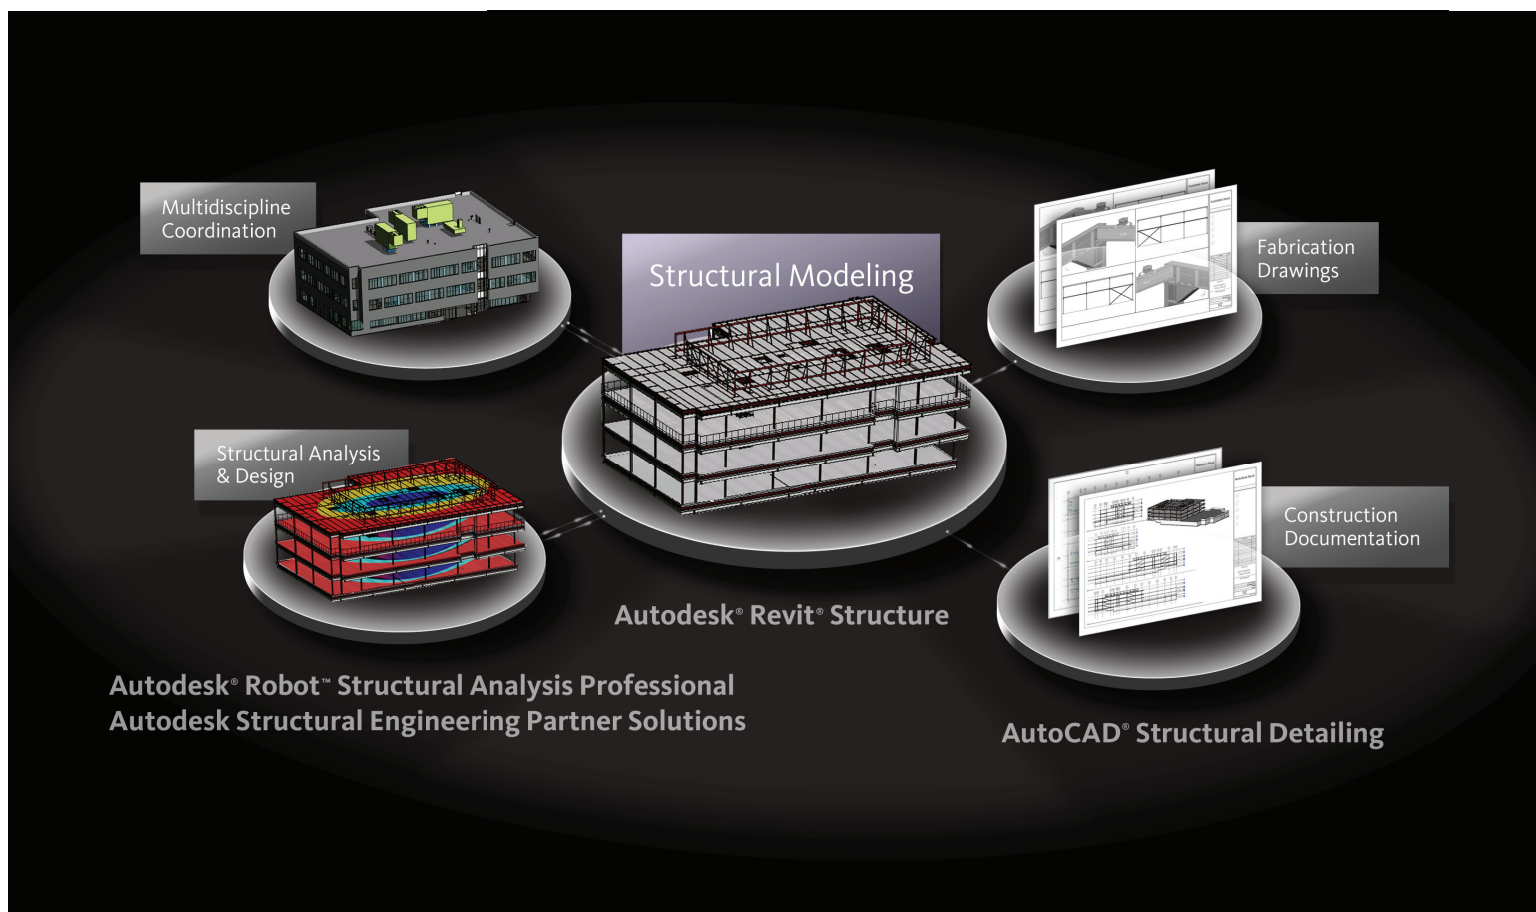 Multidiscipline
Coordination
Structural Modeling
Fabrication
Drawings
Structural Analysis
& Design
Construction
Documentation
Autodesk® Revit® Structure
Autodesk® Robot™ Structural Analysis Professional
Autodesk Structural Engineering Partner Solutions
AutoCAD® Structural Detailing